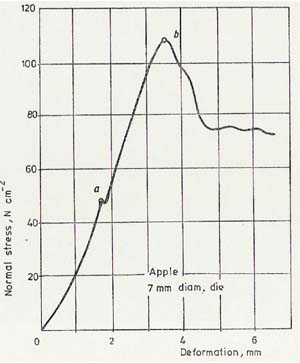 120
100
80
60
40
20
0
Normal stress, N cm-2
a
b
Apple
7 mm diam, die
0 2 4 6
Deformation, mm